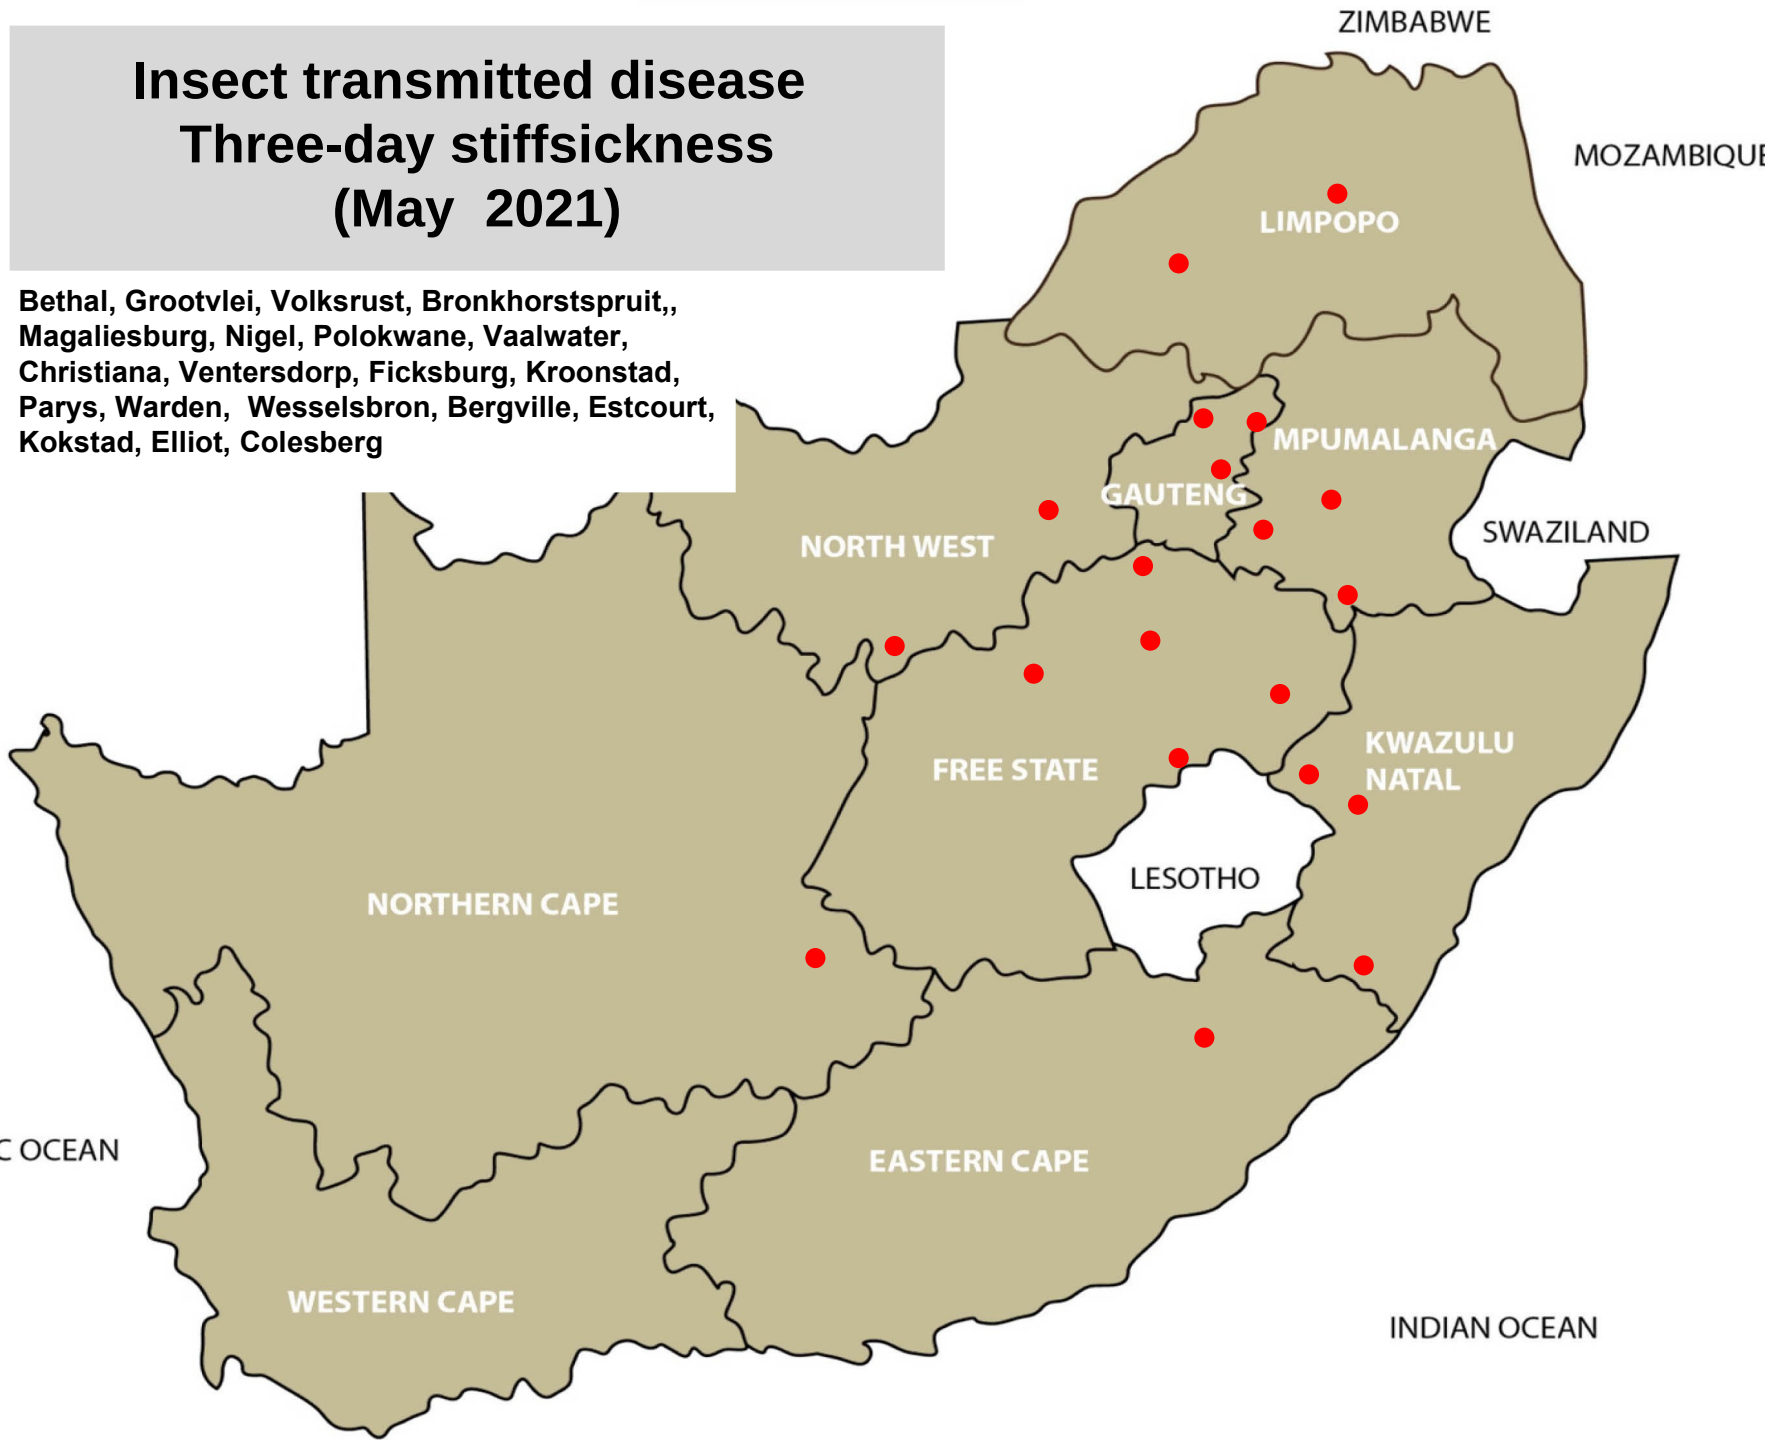 Insect transmitted disease
Three-day stiffsickness
(May 2021)
Bethal, Grootvlei, Volksrust, Bronkhorstspruit,,
Magaliesburg, Nigel, Polokwane, Vaalwater,
Christiana, Ventersdorp, Ficksburg, Kroonstad,
Parys, Warden, Wesselsbron, Bergville, Estcourt,
Kokstad, Elliot, Colesberg
ZIMBABWE
MOZAMBIQUE
LIMPOPO
MPUMALANGA
GAUTENG
SWAZILAND
NORTH WEST
KWAZULU
NATAL
FREE STATE
LESOTHO
NORTHERN CAPE
C OCEAN
EASTERN CAPE
WESTERN CAPE
INDIAN OCEAN